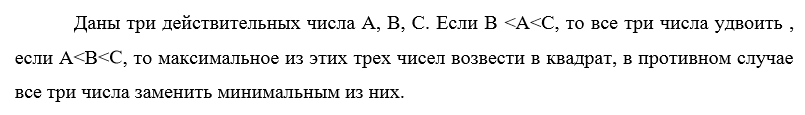 Даны три действительных числа А, В, С. Если В <А<С, то все три числа удвоить ,
если А<В<С, то максимальное из этих трех чисел возвести в квадрат, в противном случае
все три числа заменить минимальным из них.